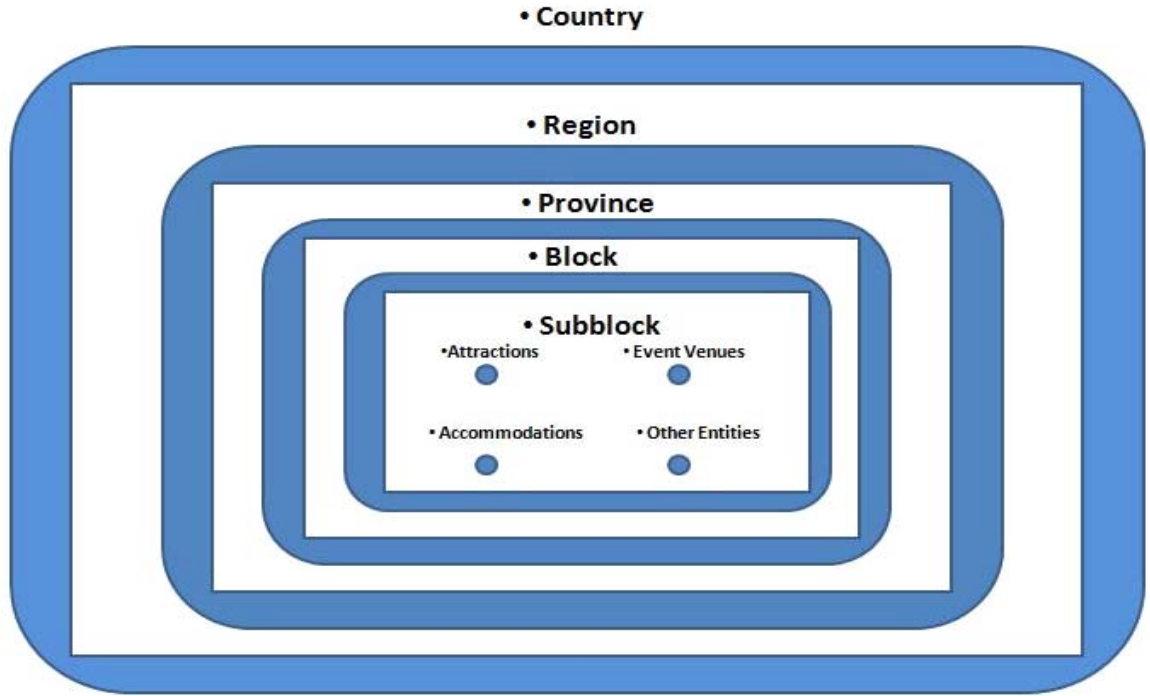 • Country
• Region
• Province
• Block
• Subblock
•Attractions • Event Venues
• Accommodations • Other Entities